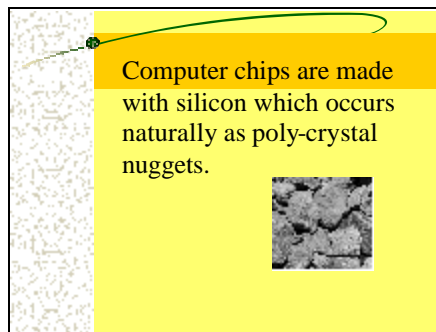 Computer chips are made
with silicon which occurs
naturally as poly-crystal
nuggets.